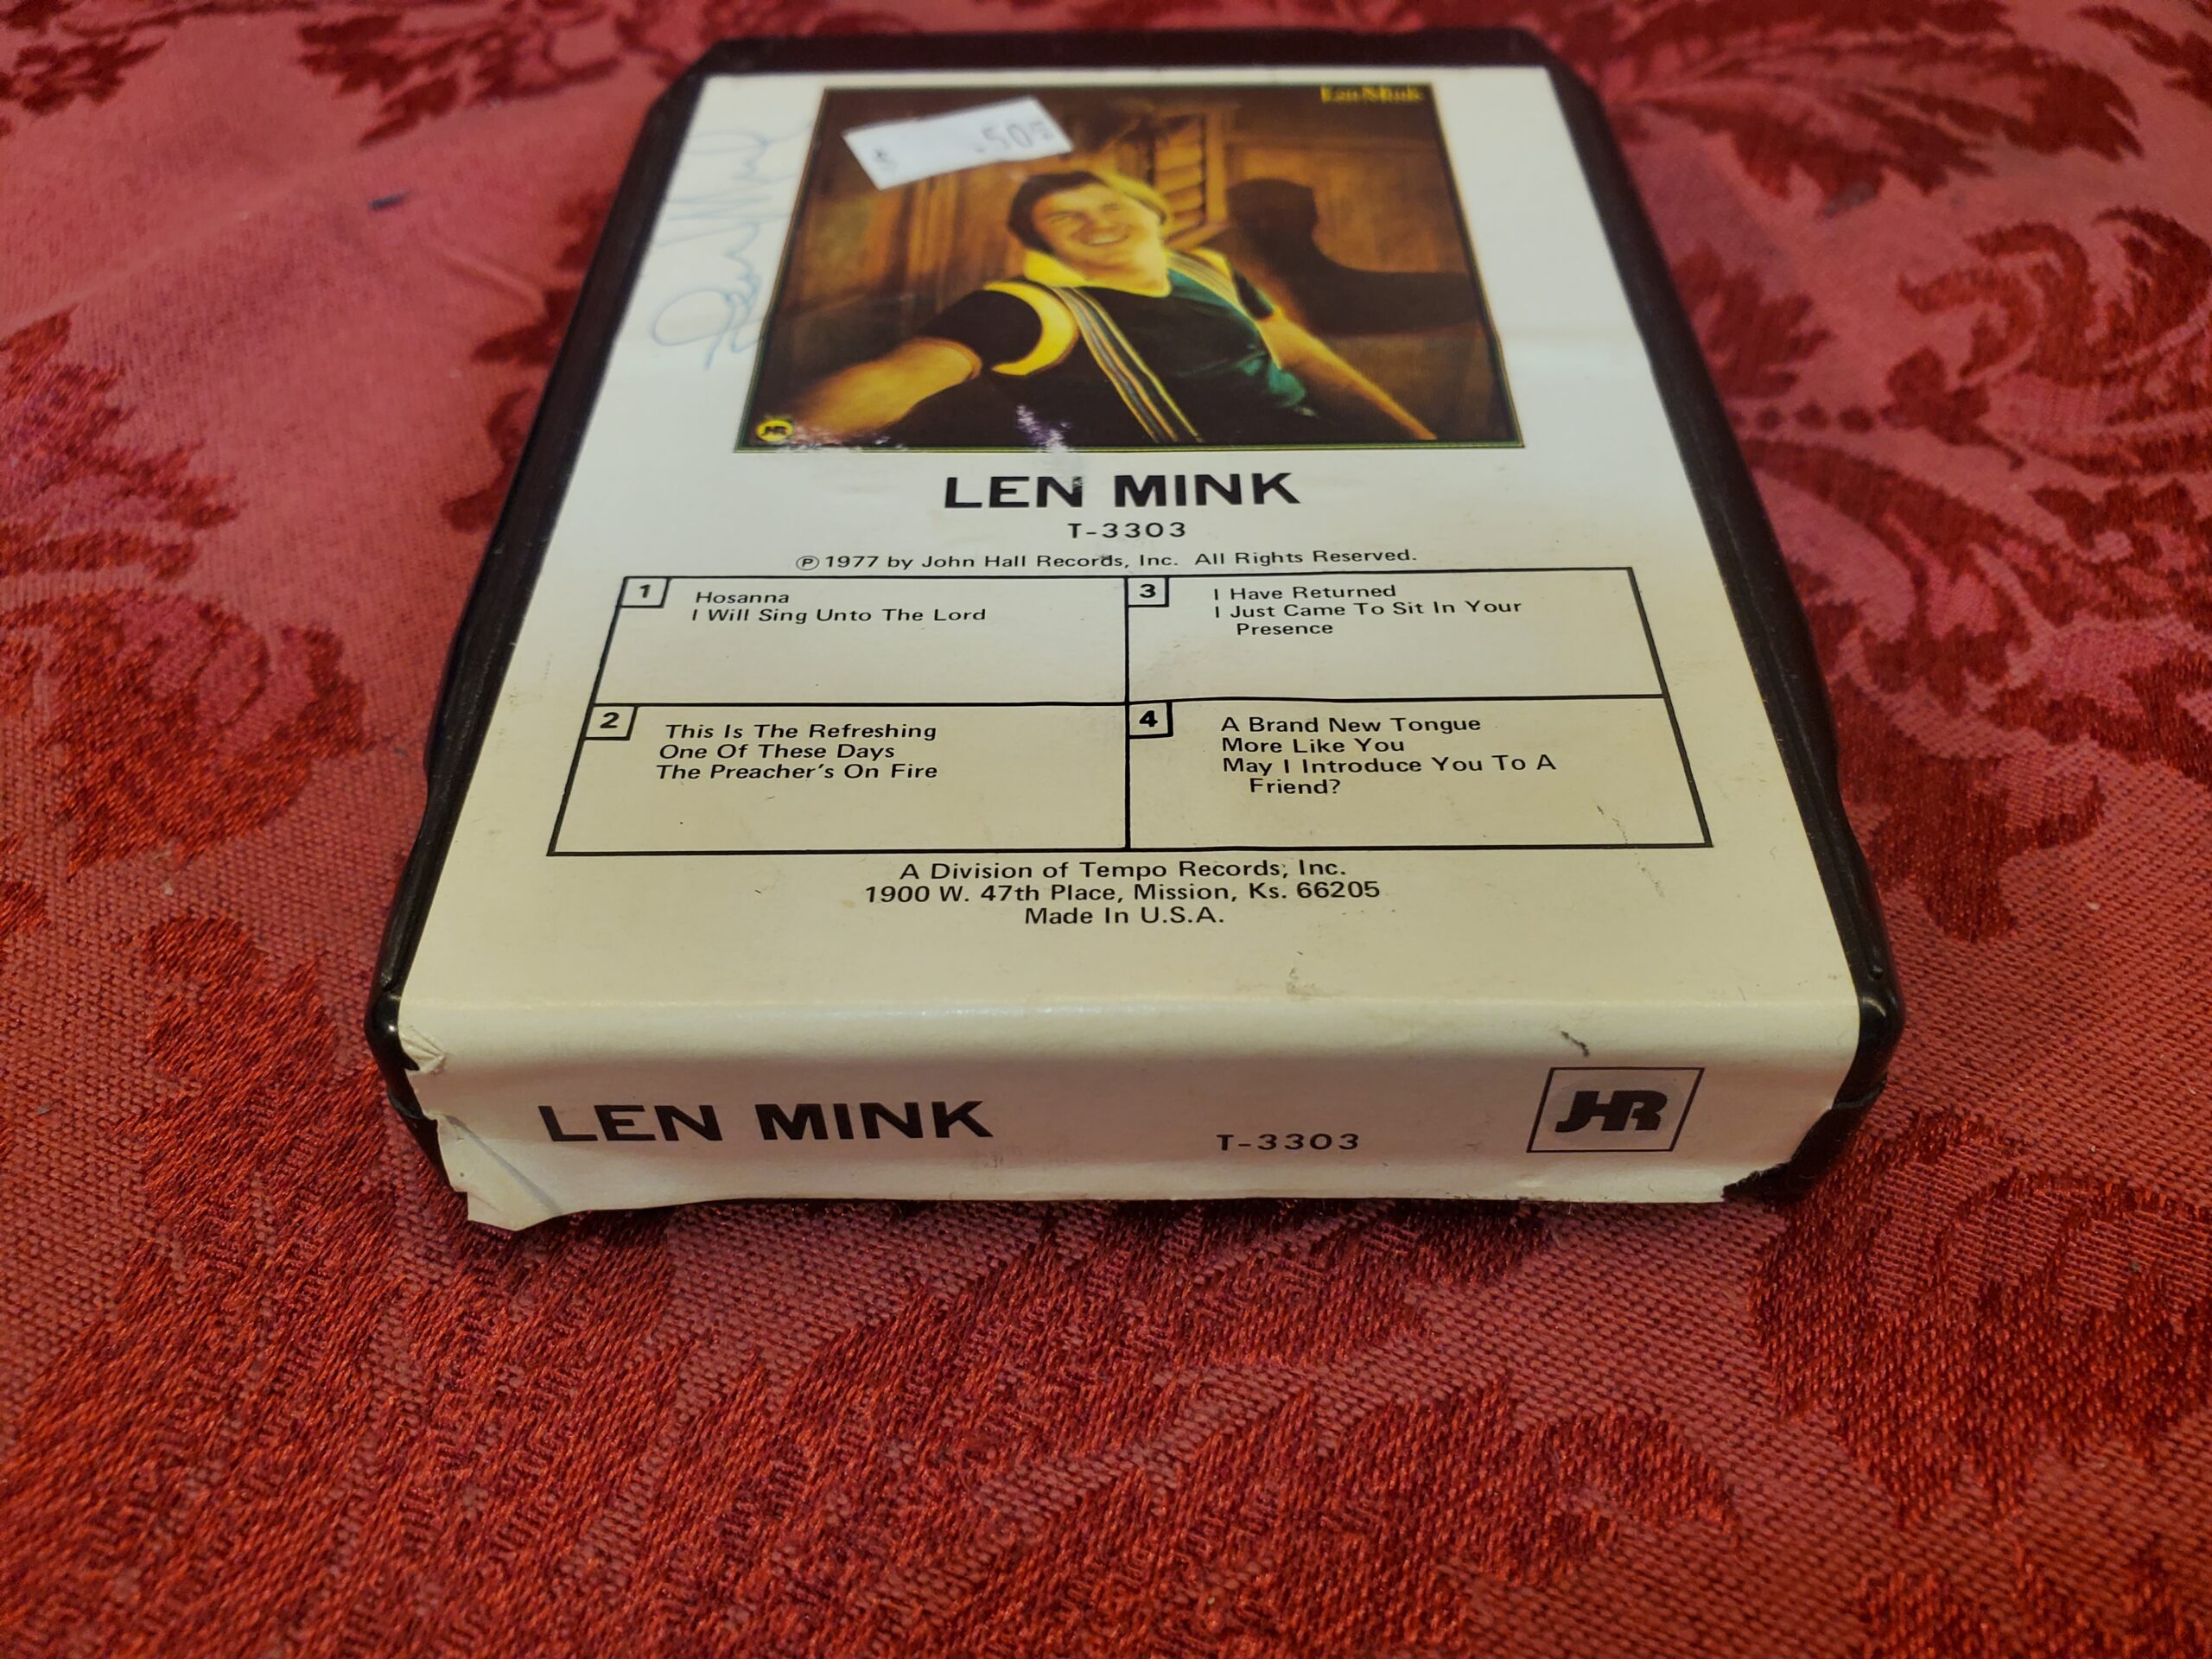 Len Mink
$ .50
Len Mink
JHR
LEN MINK
T-3303
℗ 1977 by John Hall Records, Inc. All Rights Reserved.
1
Hosanna
I Will Sing Unto The Lord
2
This Is The Refreshing
One Of These Days
The Preacher's On Fire
3
I Have Returned
I Just Came To Sit In Your
Presence
4
A Brand New Tongue
More Like You
May I Introduce You To A
Friend?
A Division of Tempo Records, Inc.
1900 W. 47th Place, Mission, Ks. 66205
Made In U.S.A.
LEN MINK
T-3303
JHR